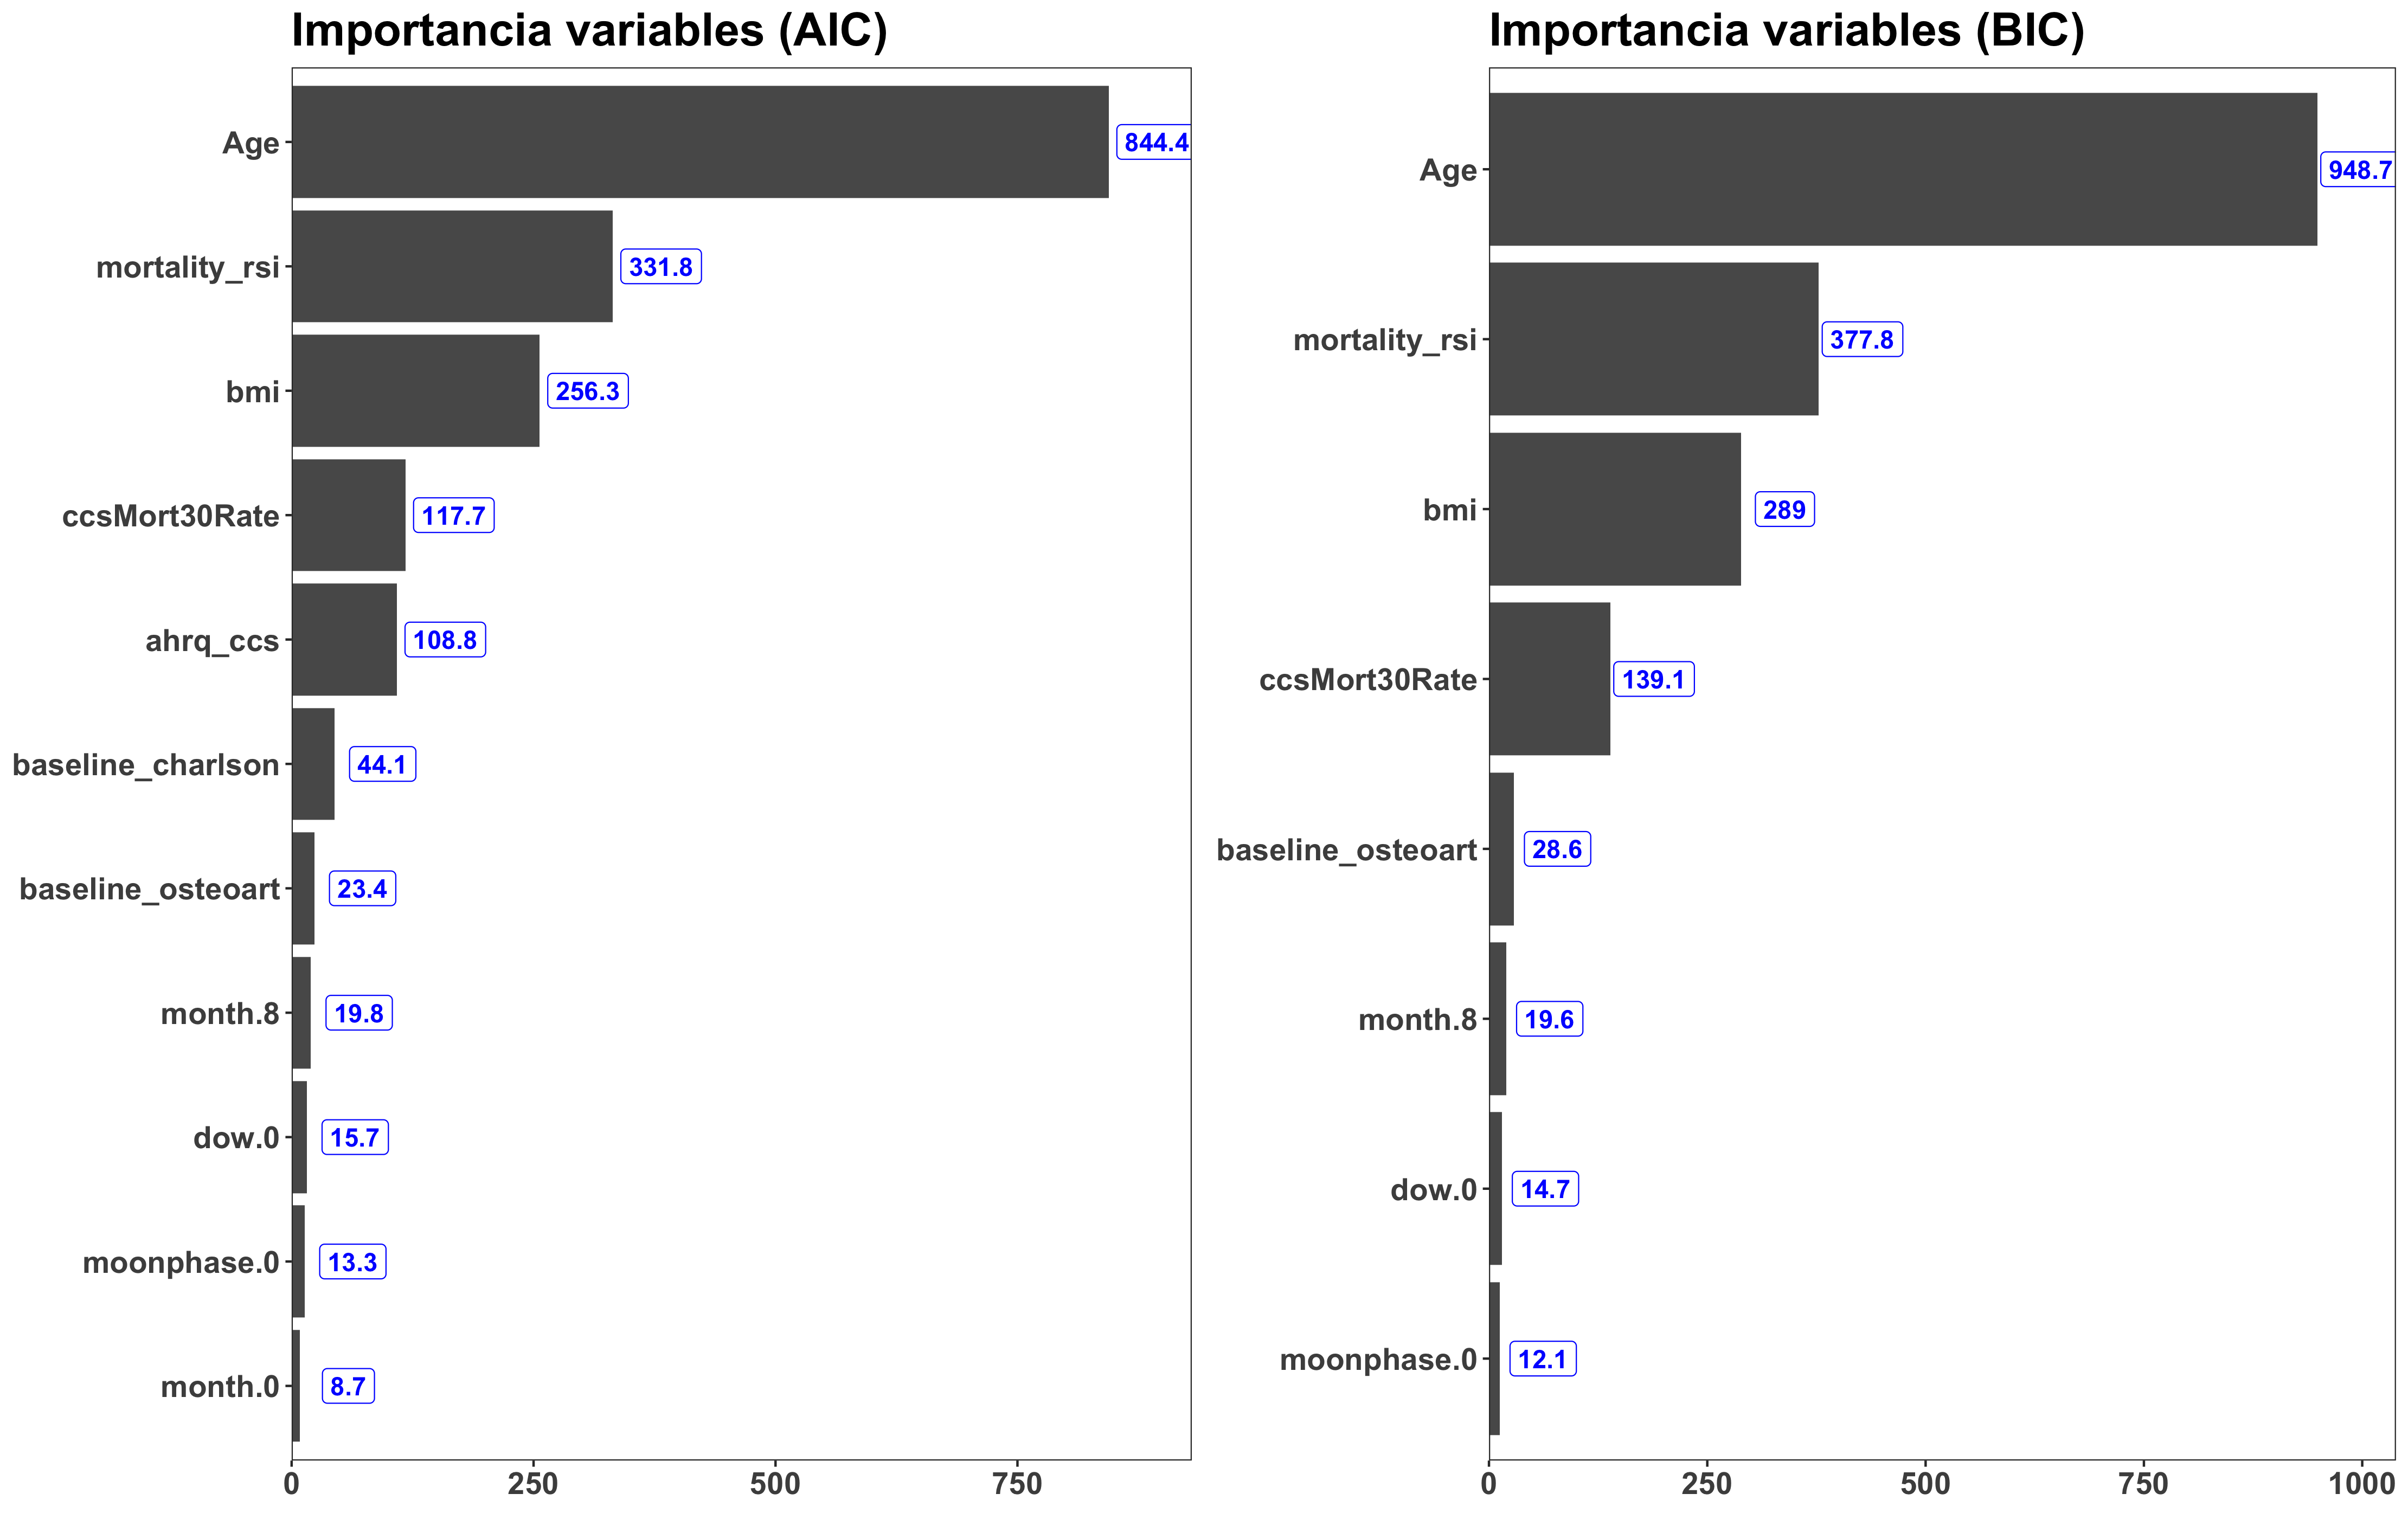 Importancia variables (AIC)
Age
844.4
mortality_rsi
331.8
bmi
256.3
ccsMort30Rate
117.7
ahrq_ccs
108.8
baseline_charlson
44.1
baseline_osteoart
23.4
month.8
19.8
dow.0
15.7
moonphase.0
13.3
month.0
8.7
0 250 500 750
Importancia variables (BIC)
Age
948.7
mortality_rsi
377.8
bmi
289
ccsMort30Rate
139.1
baseline_osteoart
28.6
month.8
19.6
dow.0
14.7
moonphase.0
12.1
0 250 500 750 1000